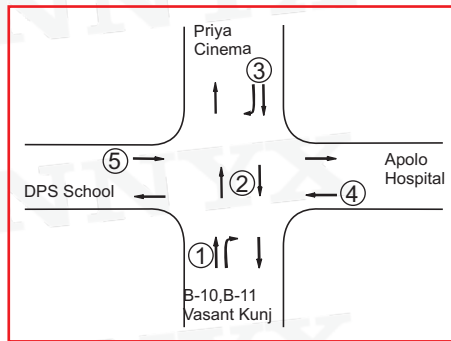 Priya
Cinema
3
5
Apolo
Hospital
2
DPS School
4
1
B-10,B-11
Vasant Kunj